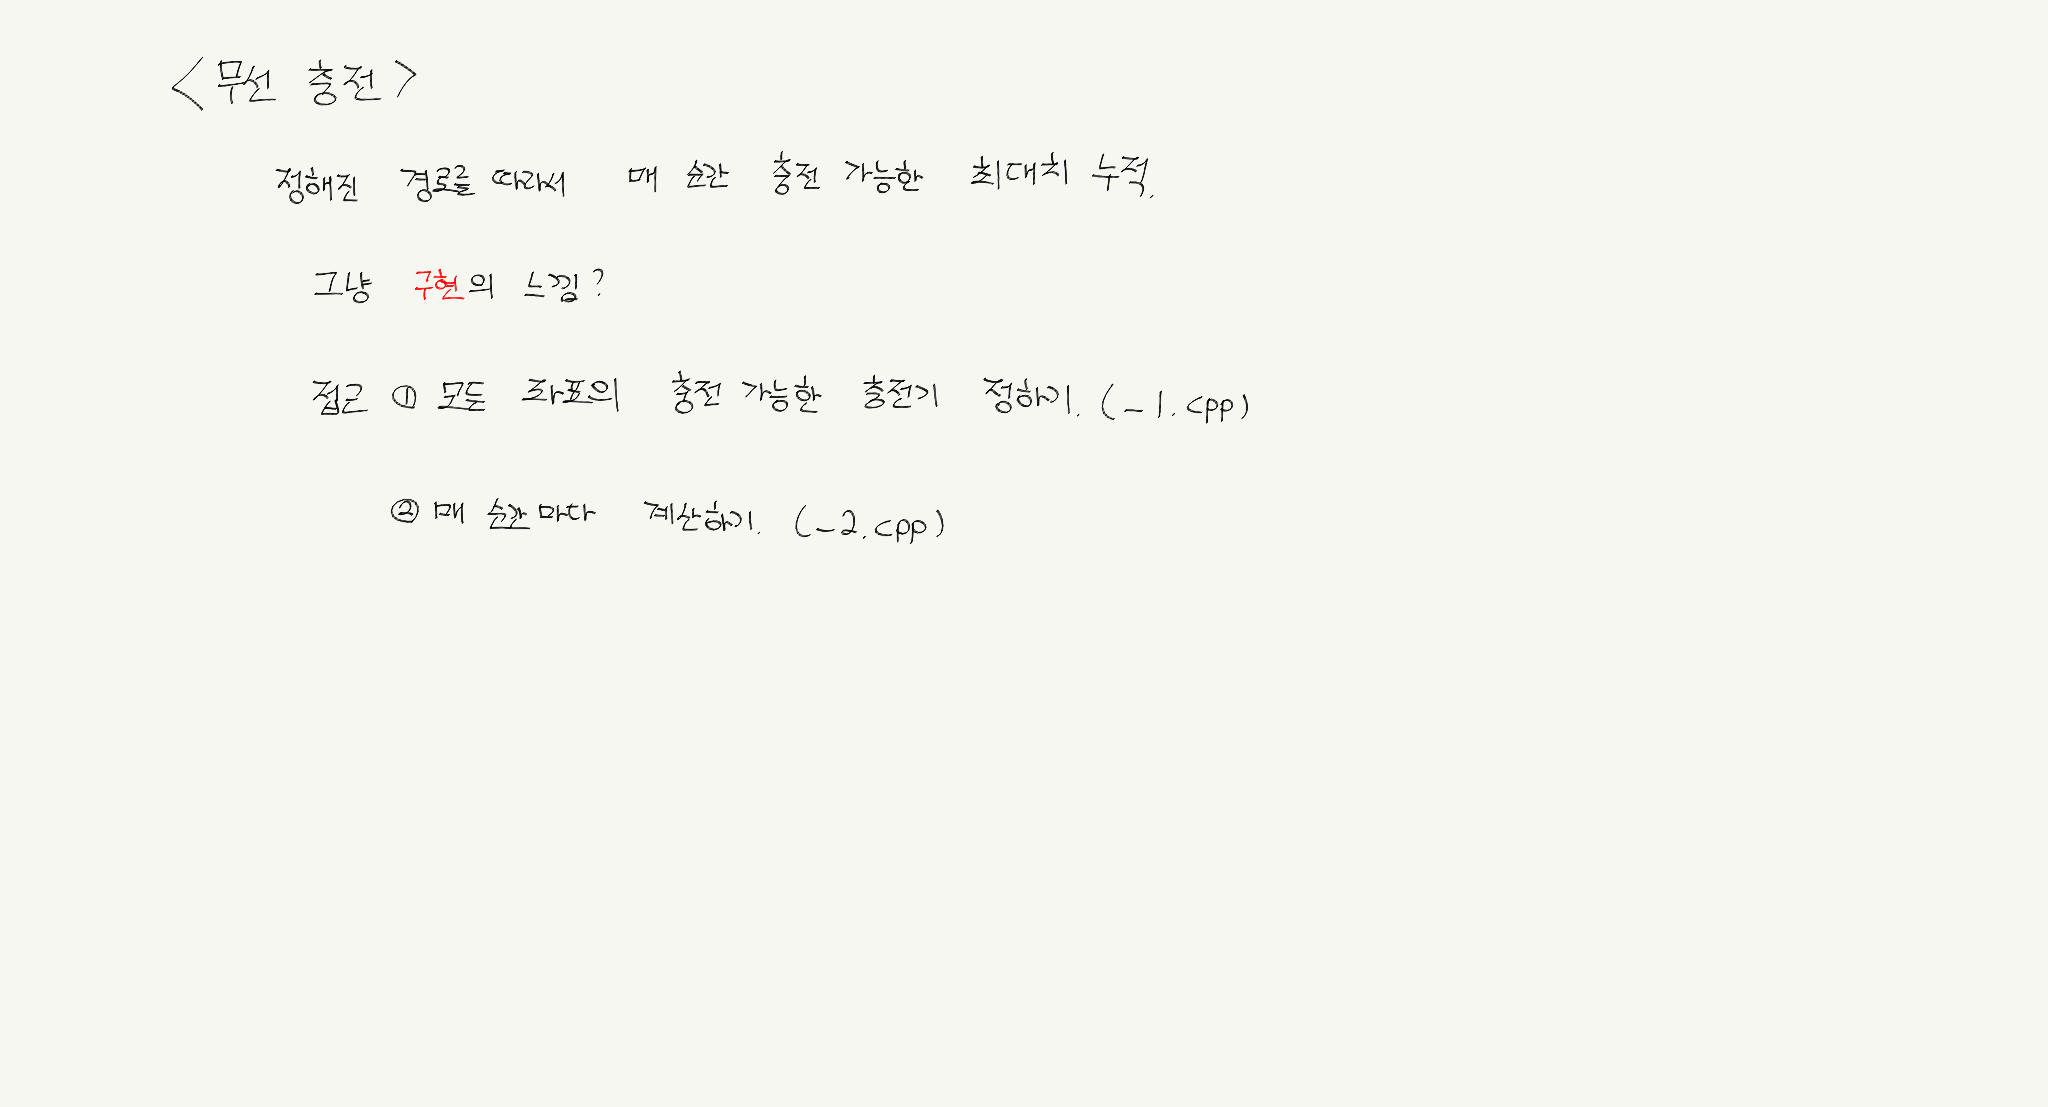 <무선 충전>
정해진 경로를 따라서 매 순간 충전 가능한 최대치 누적.
그냥 구현의 느낌?
접근 ① 모든 좌표의 충전 가능한 충전기 정하기. (-1.cpp)
② 매 순간마다 계산하기. (-2.cpp)